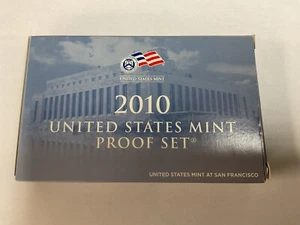 UNITED STATES MINT
2010
UNITED STATES MINT
PROOF SET®
UNITED STATES MINT AT SAN FRANCISCO